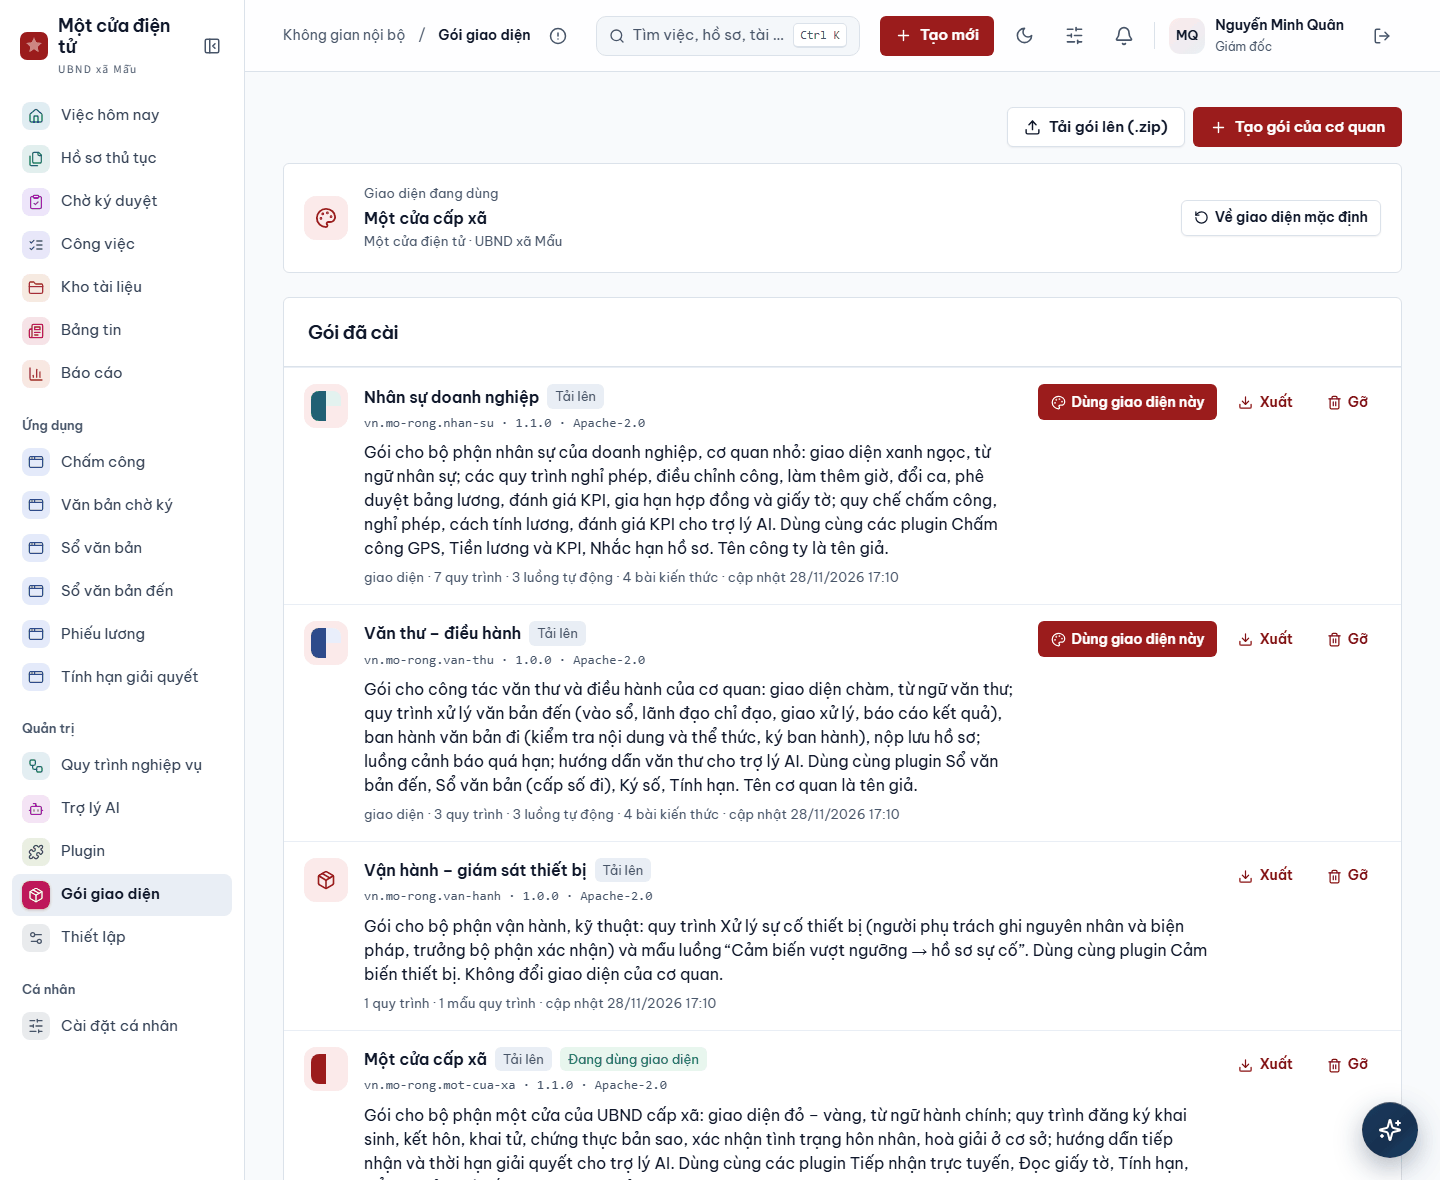 Một cửa điện tử
UBND xã Mẫu
Việc hôm nay
Hồ sơ thủ tục
Chờ ký duyệt
Công việc
Kho tài liệu
Bảng tin
Báo cáo
Ứng dụng
Chấm công
Văn bản chờ ký
Sổ văn bản
Sổ văn bản đến
Phiếu lương
Tính hạn giải quyết
Quản trị
Quy trình nghiệp vụ
Trợ lý AI
Plugin
Gói giao diện
Thiết lập
Cá nhân
Cài đặt cá nhân
Không gian nội bộ / Gói giao diện
Tìm việc, hồ sơ, tài ... Ctrl K
Tạo mới
MQ
Nguyễn Minh Quân
Giám đốc
Tải gói lên (.zip)
Tạo gói của cơ quan
Giao diện đang dùng
Một cửa cấp xã
Một cửa điện tử · UBND xã Mẫu
Về giao diện mặc định
Gói đã cài
Nhân sự doanh nghiệp Tải lên
Dùng giao diện này Xuất Gỡ
vn.mo-rong.nhan-su · 1.1.0 · Apache-2.0
Gói cho bộ phận nhân sự của doanh nghiệp, cơ quan nhỏ: giao diện xanh ngọc, từ
ngữ nhân sự; các quy trình nghỉ phép, điều chỉnh công, làm thêm giờ, đổi ca, phê
duyệt bảng lương, đánh giá KPI, gia hạn hợp đồng và giấy tờ; quy chế chấm công,
nghỉ phép, cách tính lương, đánh giá KPI cho trợ lý AI. Dùng cùng các plugin Chấm
công GPS, Tiền lương và KPI, Nhắc hạn hồ sơ. Tên công ty là tên giả.
giao diện · 7 quy trình · 3 luồng tự động · 4 bài kiến thức · cập nhật 28/11/2026 17:10
Văn thư – điều hành Tải lên
Dùng giao diện này Xuất Gỡ
vn.mo-rong.van-thu · 1.0.0 · Apache-2.0
Gói cho công tác văn thư và điều hành của cơ quan: giao diện chàm, từ ngữ văn thư;
quy trình xử lý văn bản đến (vào sổ, lãnh đạo chỉ đạo, giao xử lý, báo cáo kết quả),
ban hành văn bản đi (kiểm tra nội dung và thể thức, ký ban hành), nộp lưu hồ sơ;
luồng cảnh báo quá hạn; hướng dẫn văn thư cho trợ lý AI. Dùng cùng plugin Sổ văn
bản đến, Sổ văn bản (cấp số đi), Ký số, Tính hạn. Tên cơ quan là tên giả.
giao diện · 3 quy trình · 3 luồng tự động · 4 bài kiến thức · cập nhật 28/11/2026 17:10
Vận hành – giám sát thiết bị Tải lên
Xuất Gỡ
vn.mo-rong.van-hanh · 1.0.0 · Apache-2.0
Gói cho bộ phận vận hành, kỹ thuật: quy trình Xử lý sự cố thiết bị (người phụ trách ghi nguyên nhân và biện
pháp, trưởng bộ phận xác nhận) và mẫu luồng “Cảm biến vượt ngưỡng → hồ sơ sự cố”. Dùng cùng plugin Cảm
biến thiết bị. Không đổi giao diện của cơ quan.
1 quy trình · 1 mẫu quy trình · cập nhật 28/11/2026 17:10
Một cửa cấp xã Tải lên Đang dùng giao diện
Xuất Gỡ
vn.mo-rong.mot-cua-xa · 1.1.0 · Apache-2.0
Gói cho bộ phận một cửa của UBND cấp xã: giao diện đỏ – vàng, từ ngữ hành chính; quy trình đăng ký khai
sinh, kết hôn, khai tử, chứng thực bản sao, xác nhận tình trạng hôn nhân, hoà giải ở cơ sở; hướng dẫn tiếp
nhận và thời hạn giải quyết cho trợ lý AI. Dùng cùng các plugin Tiếp nhận trực tuyến, Đọc giấy tờ, Tính hạn,